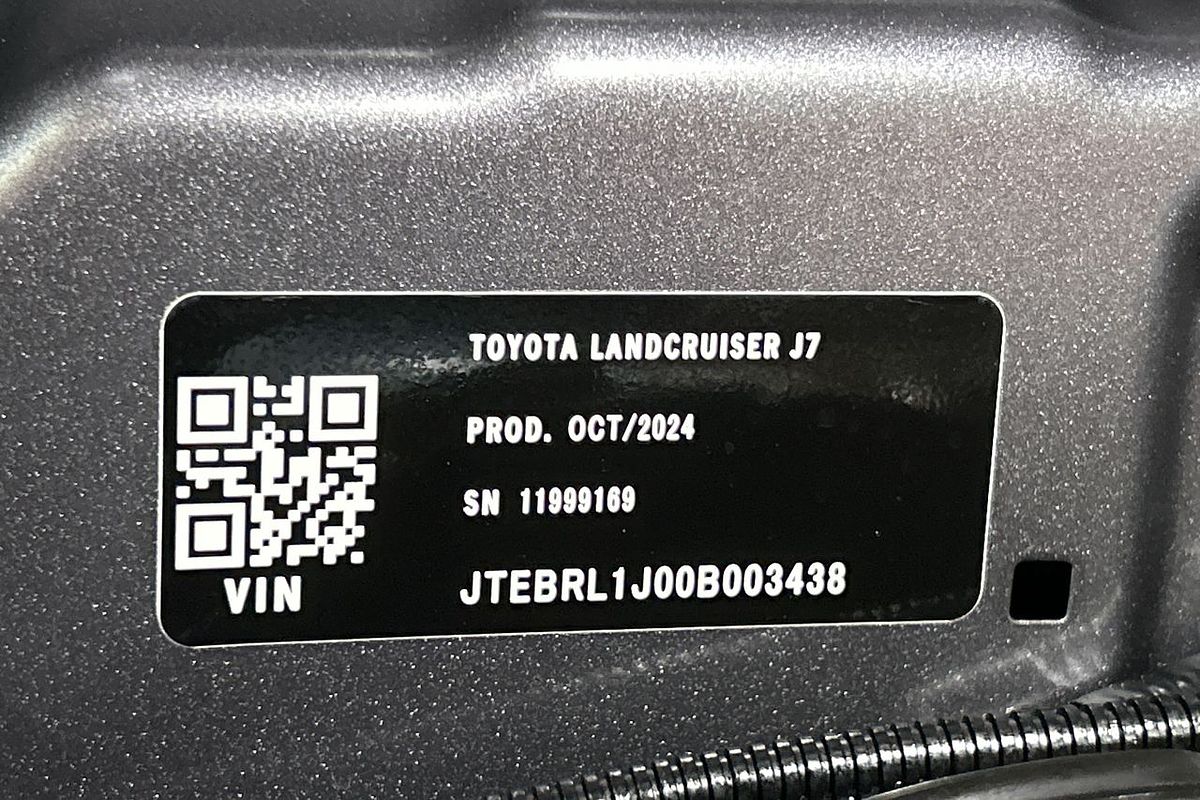 TOYOTA LANDCRUISER J7
PROD. OCT/2024
SN 11999169
JTEBRL1J00B003438
VIN